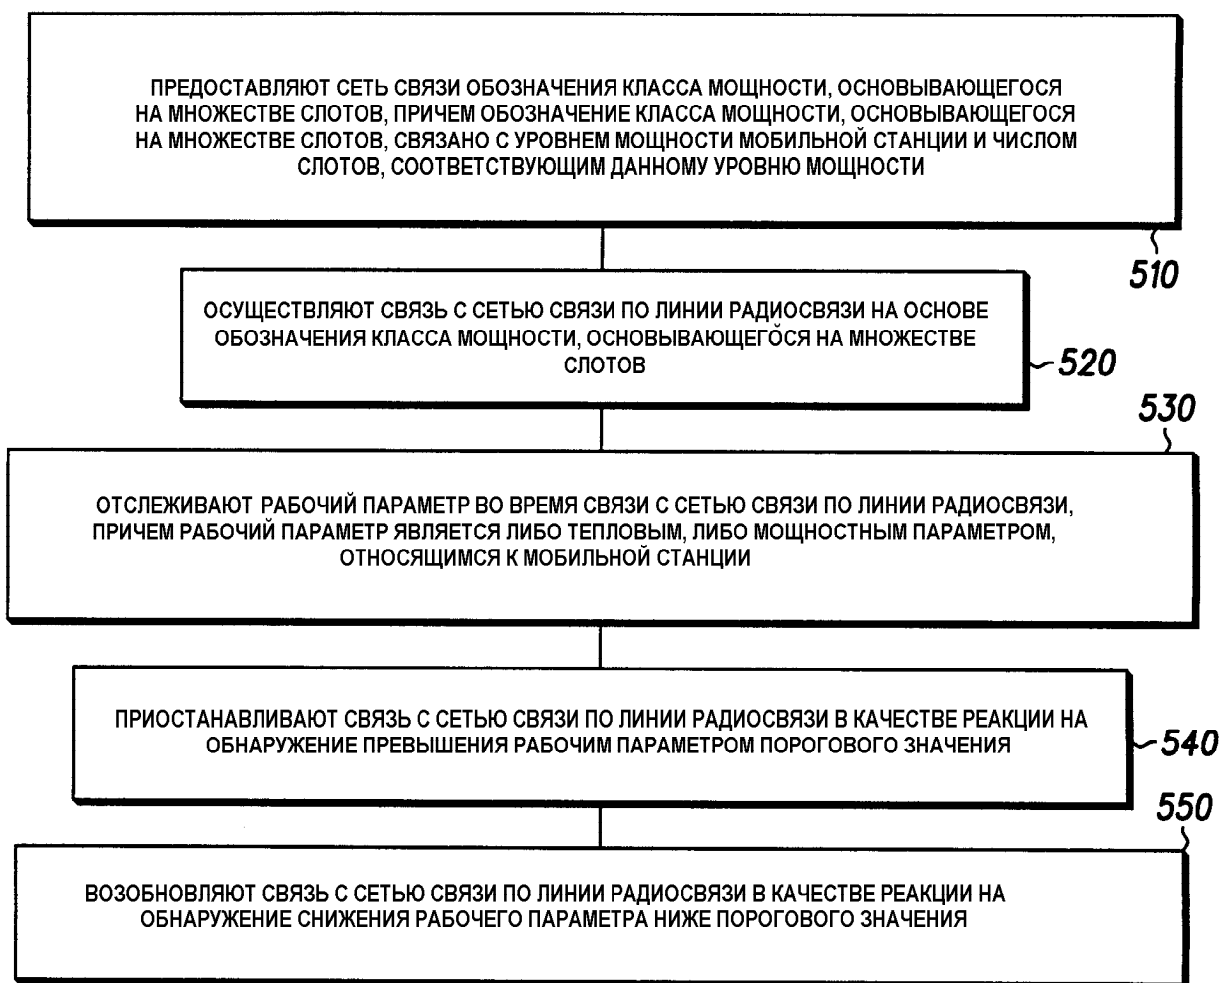 ПРЕДОСТАВЛЯЮТ СЕТЬ СВЯЗИ ОБОЗНАЧЕНИЯ КЛАССА МОЩНОСТИ, ОСНОВЫВАЮЩЕГОСЯ
НА МНОЖЕСТВЕ СЛОТОВ, ПРИЧЕМ ОБОЗНАЧЕНИЕ КЛАССА МОЩНОСТИ, ОСНОВЫВАЮЩЕГОСЯ
НА МНОЖЕСТВЕ СЛОТОВ, СВЯЗАНО С УРОВНЕМ МОЩНОСТИ МОБИЛЬНОЙ СТАНЦИИ И ЧИСЛОМ
СЛОТОВ, СООТВЕТСТВУЮЩИМ ДАННОМУ УРОВНЮ МОЩНОСТИ
510
ОСУЩЕСТВЛЯЮТ СВЯЗЬ С СЕТЬЮ СВЯЗИ ПО ЛИНИИ РАДИОСВЯЗИ НА ОСНОВЕ
ОБОЗНАЧЕНИЯ КЛАССА МОЩНОСТИ, ОСНОВЫВАЮЩЕГОСЯ НА МНОЖЕСТВЕ
СЛОТОВ
520
530
ОТСЛЕЖИВАЮТ РАБОЧИЙ ПАРАМЕТР ВО ВРЕМЯ СВЯЗИ С СЕТЬЮ СВЯЗИ ПО ЛИНИИ РАДИОСВЯЗИ,
ПРИЧЕМ РАБОЧИЙ ПАРАМЕТР ЯВЛЯЕТСЯ ЛИБО ТЕПЛОВЫМ, ЛИБО МОЩНОСТНЫМ ПАРАМЕТРОМ,
ОТНОСЯЩИМСЯ К МОБИЛЬНОЙ СТАНЦИИ
ПРИОСТАНАВЛИВАЮТ СВЯЗЬ С СЕТЬЮ СВЯЗИ ПО ЛИНИИ РАДИОСВЯЗИ В КАЧЕСТВЕ РЕАКЦИИ НА
ОБНАРУЖЕНИЕ ПРЕВЫШЕНИЯ РАБОЧИМ ПАРАМЕТРОМ ПОРОГОВОГО ЗНАЧЕНИЯ
540
550
ВОЗОБНОВЛЯЮТ СВЯЗЬ С СЕТЬЮ СВЯЗИ ПО ЛИНИИ РАДИОСВЯЗИ В КАЧЕСТВЕ РЕАКЦИИ НА
ОБНАРУЖЕНИЕ СНИЖЕНИЯ РАБОЧЕГО ПАРАМЕТРА НИЖЕ ПОРОГОВОГО ЗНАЧЕНИЯ